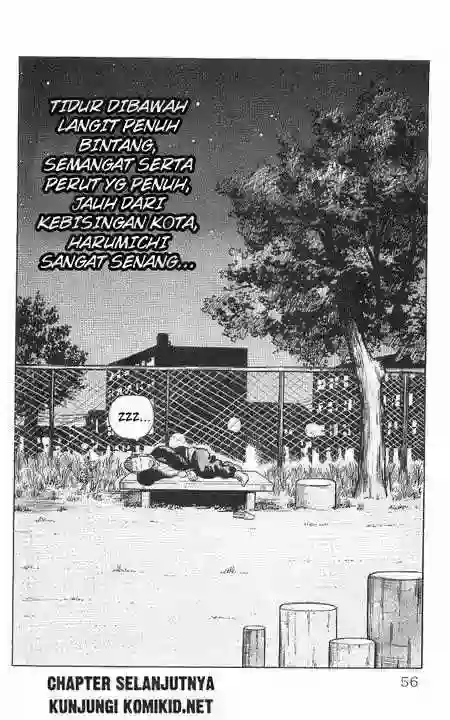 TIDUR DIBAWAH
LANGIT PENUH
BINTANG,
SEMANGAT SERTA
PERUT YG PENUH,
JAUH DARI
KEBISINGAN KOTA,
HARUMICHI
SANGAT SENANG...
ZZZ...
56
CHAPTER SELANJUTNYA
KUNJUNGI KOMIKID.NET